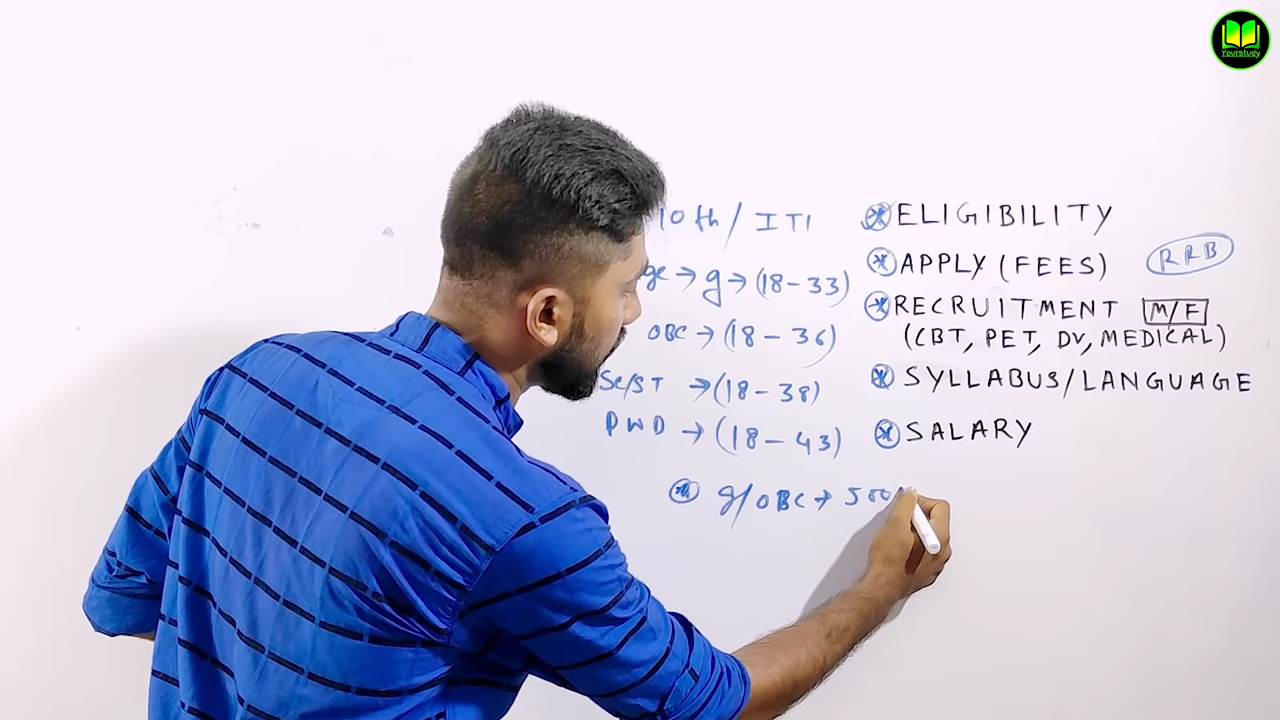 Yourstudy
10th / ITI
ge → g → (18 - 33)
OBC → (18 - 36)
SC/ST → (18 - 38)
PWD → (18 - 43)
g/OBC → 500
ELIGIBILITY
APPLY (FEES)
RRB
RECRUITMENT M/F
(CBT, PET, DV, MEDICAL)
SYLLABUS/LANGUAGE
SALARY